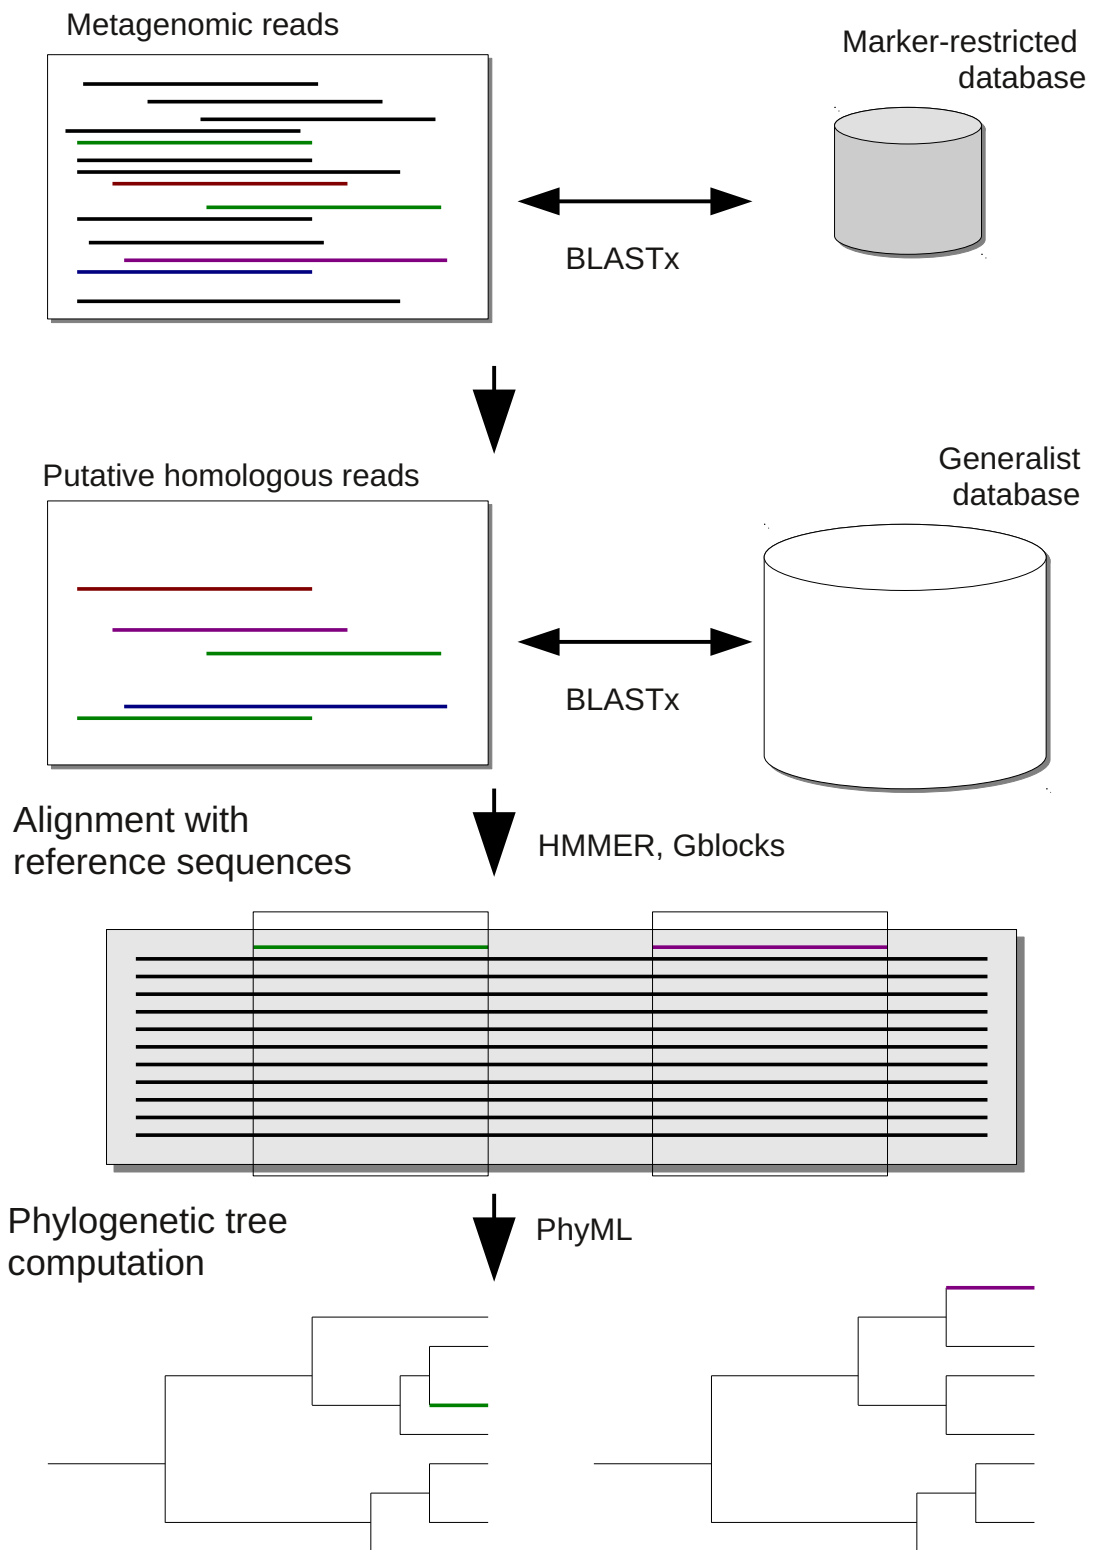 Metagenomic reads
Marker-restricted
database
BLASTx
Putative homologous reads
Generalist
database
BLASTx
Alignment with
reference sequences
HMMER, Gblocks
Phylogenetic tree
computation
PhyML